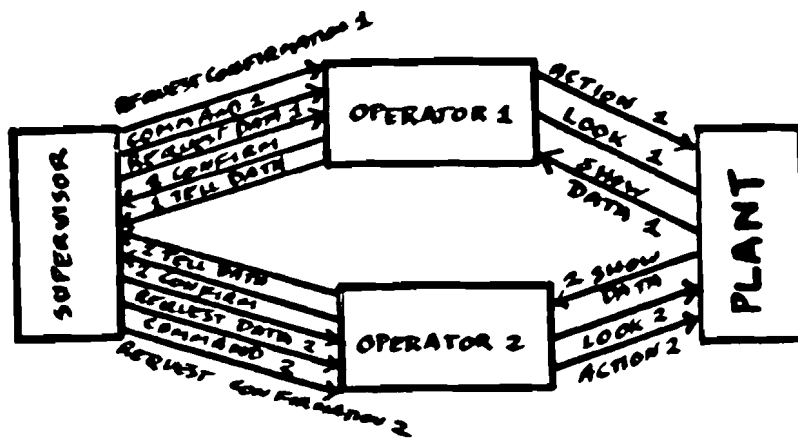 REQUEST CONFIRMATION 1
COMMAND 1
REQUEST DATA 1
1 CONFIRM
1 TELL DATA
SUPERVISOR
OPERATOR 1
ACTION 1
LOOK 1
SHOW
DATA 1
PLANT
2 TELL DATA
2 CONFIRM
REQUEST DATA 2
COMMAND 2
REQUEST CONFIRMATION 2
OPERATOR 2
2 SHOW
DATA
LOOK 2
ACTION 2